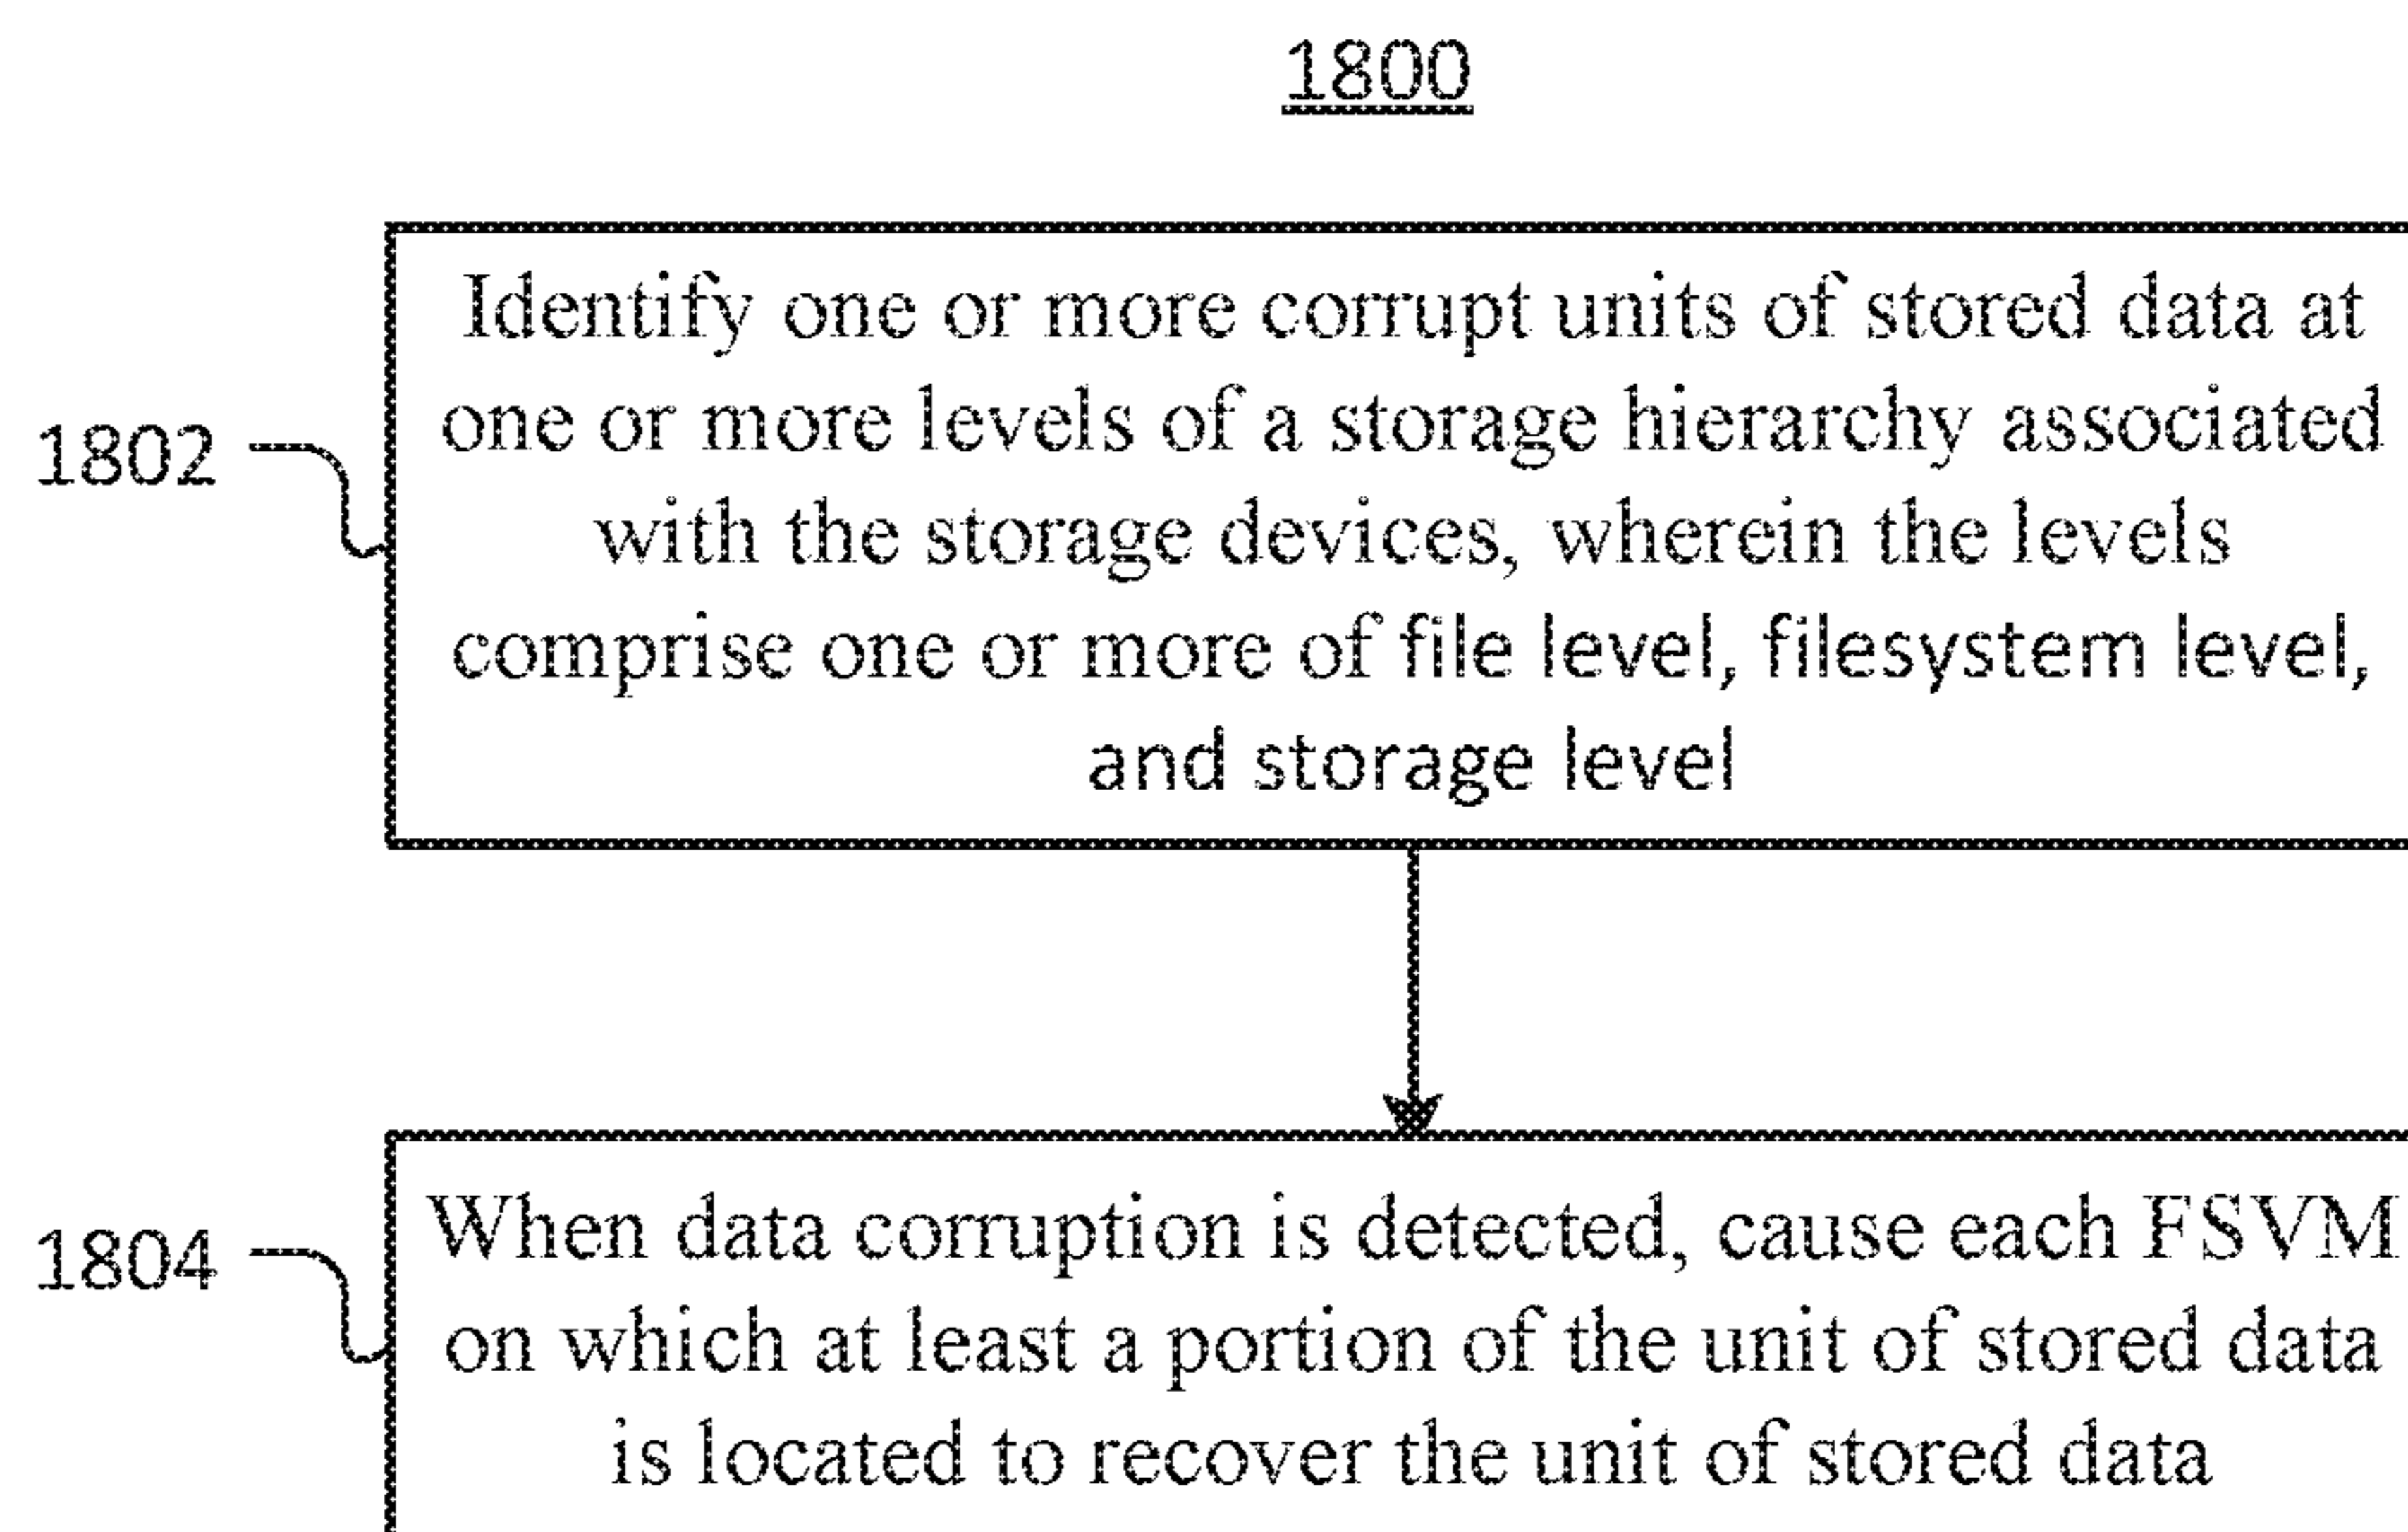 1800
Identify one or more corrupt units of stored data at
one or more levels of a storage hierarchy associated
1802
with the storage devices, wherein the levels
comprise one or more of file level, filesystem level,
and storage level
When data corruption is detected, cause each FSVM
1804
on which at least a portion of the unit of stored data
is located to recover the unit of stored data